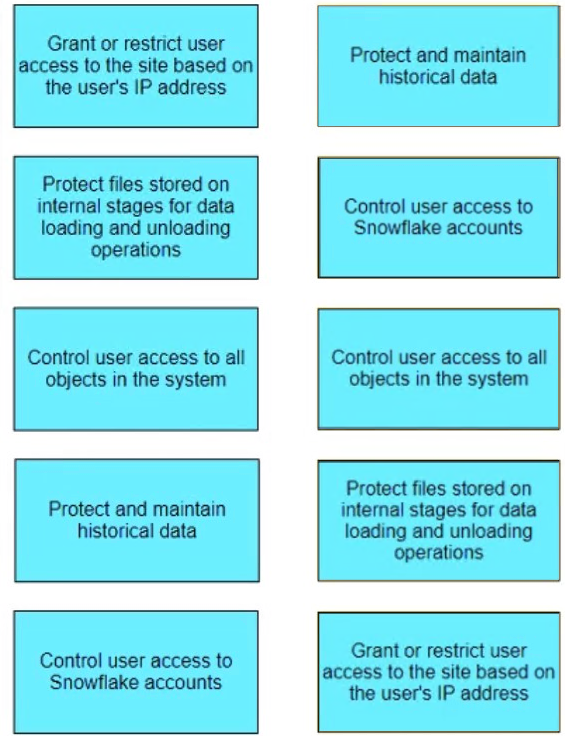 Grant or restrict user
access to the site based on
the user's IP address
Protect and maintain
historical data
Protect files stored on
internal stages for data
loading and unloading
operations
Control user access to
Snowflake accounts
Control user access to all
objects in the system
Control user access to all
objects in the system
Protect and maintain
historical data
Protect files stored on
internal stages for data
loading and unloading
operations
Control user access to
Snowflake accounts
Grant or restrict user
access to the site based on
the user's IP address